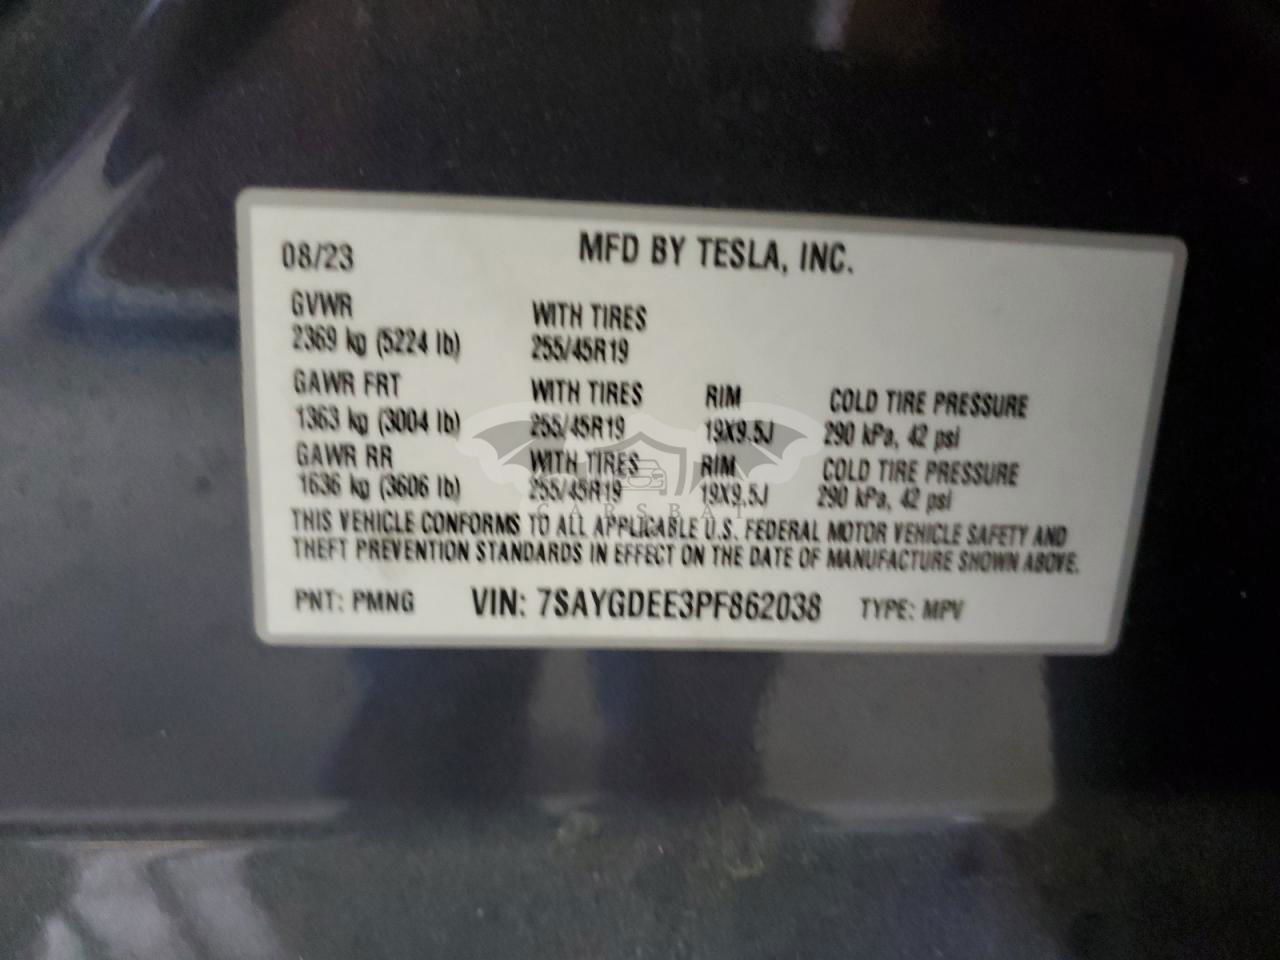 08/23 MFD BY TESLA, INC.
GVWR WITH TIRES
2369 kg (5224 lb) 255/45R19
GAWR FRT WITH TIRES RIM COLD TIRE PRESSURE
1363 kg (3004 lb) 255/45R19 19X9.5J 290 kPa, 42 psi
GAWR RR WITH TIRES RIM COLD TIRE PRESSURE
1636 kg (3606 lb) 255/45R19 19X9.5J 290 kPa, 42 psi
CARSBAT
THIS VEHICLE CONFORMS TO ALL APPLICABLE U.S. FEDERAL MOTOR VEHICLE SAFETY AND
THEFT PREVENTION STANDARDS IN EFFECT ON THE DATE OF MANUFACTURE SHOWN ABOVE.
PNT: PMNG VIN: 7SAYGDEE3PF862038 TYPE: MPV